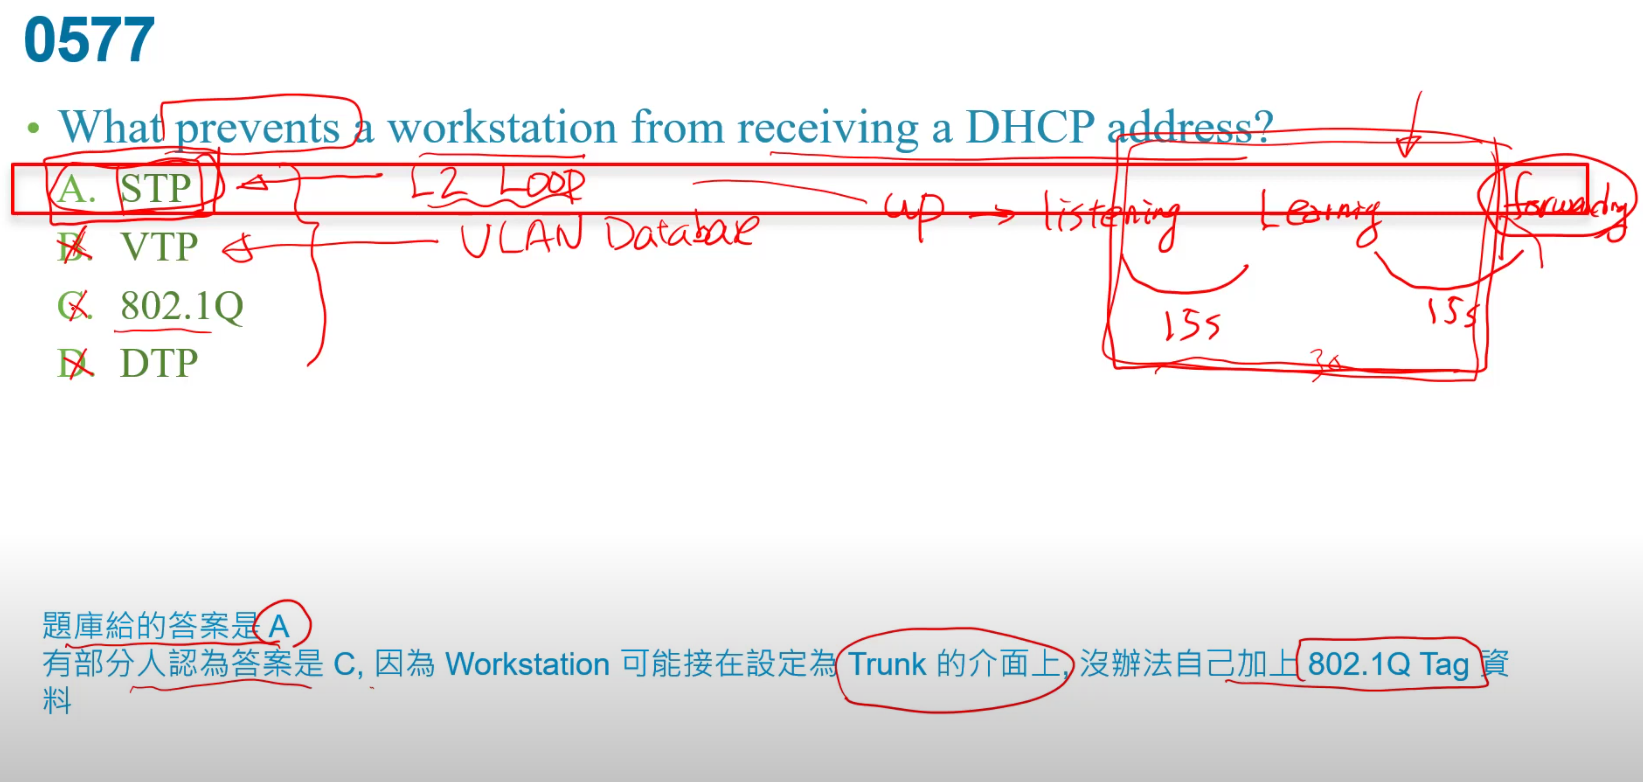 0577
• What prevents a workstation from receiving a DHCP address?
A. STP
L2 LOOP
up → listening Learning forwarding
B. VTP
VLAN Database
C. 802.1Q
15s 15s
D. DTP
30
題庫給的答案是 A
有部分人認為答案是 C, 因為 Workstation 可能接在設定為 Trunk 的介面上, 沒辦法自己加上 802.1Q Tag 資
料